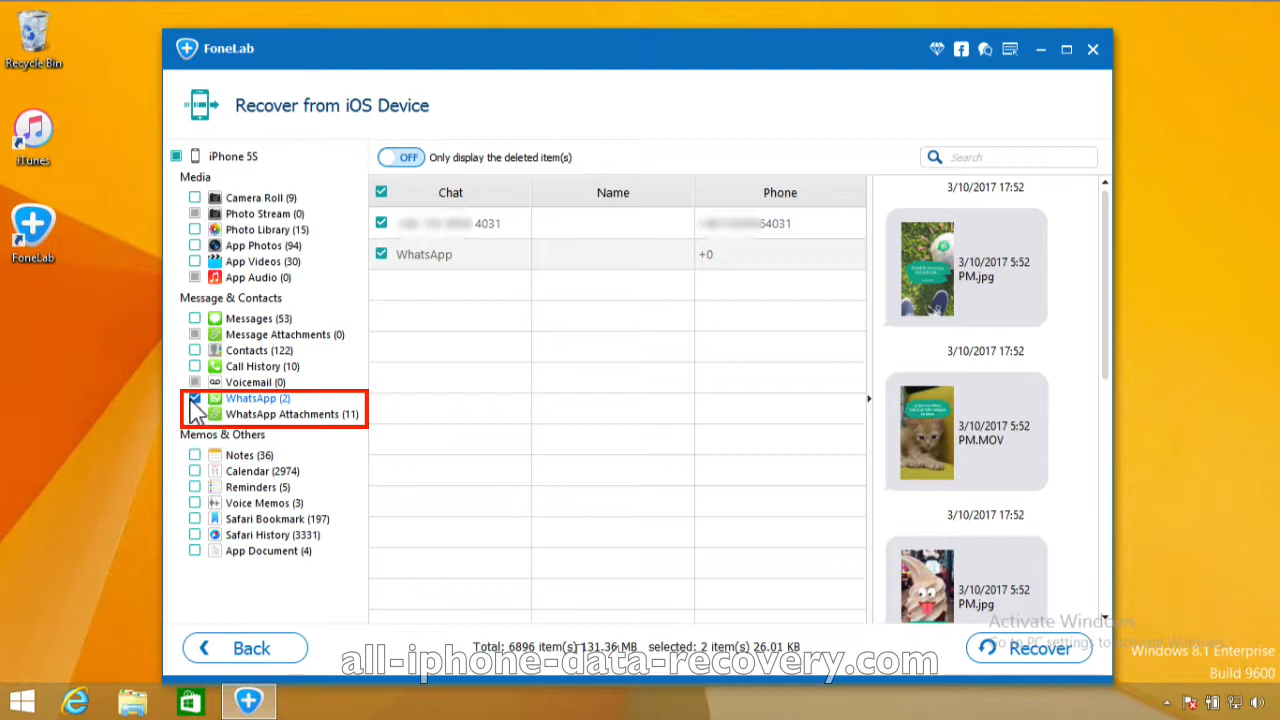 Recycle Bin
iTunes
FoneLab
FoneLab
Recover from iOS Device
iPhone 5S
OFF Only display the deleted item(s)
Search
Media
Camera Roll (9)
Photo Stream (0)
Photo Library (15)
App Photos (94)
App Videos (30)
App Audio (0)
Message & Contacts
Messages (53)
Message Attachments (0)
Contacts (122)
Call History (10)
Voicemail (0)
WhatsApp (2)
WhatsApp Attachments (11)
Memos & Others
Notes (36)
Calendar (2974)
Reminders (5)
Voice Memos (3)
Safari Bookmark (197)
Safari History (3331)
App Document (4)
Chat Name Phone
4031 54031
WhatsApp +0
3/10/2017 17:52
3/10/2017 5:52
PM.jpg
3/10/2017 17:52
3/10/2017 5:52
PM.MOV
3/10/2017 17:52
3/10/2017 5:52
PM.jpg
Back
Total: 6896 item(s) 131.36 MB selected: 2 item(s) 26.01 KB
Recover
Activate Windows
Go to PC settings to activate Windows.
all-iphone-data-recovery.com
Windows 8.1 Enterprise
Build 9600